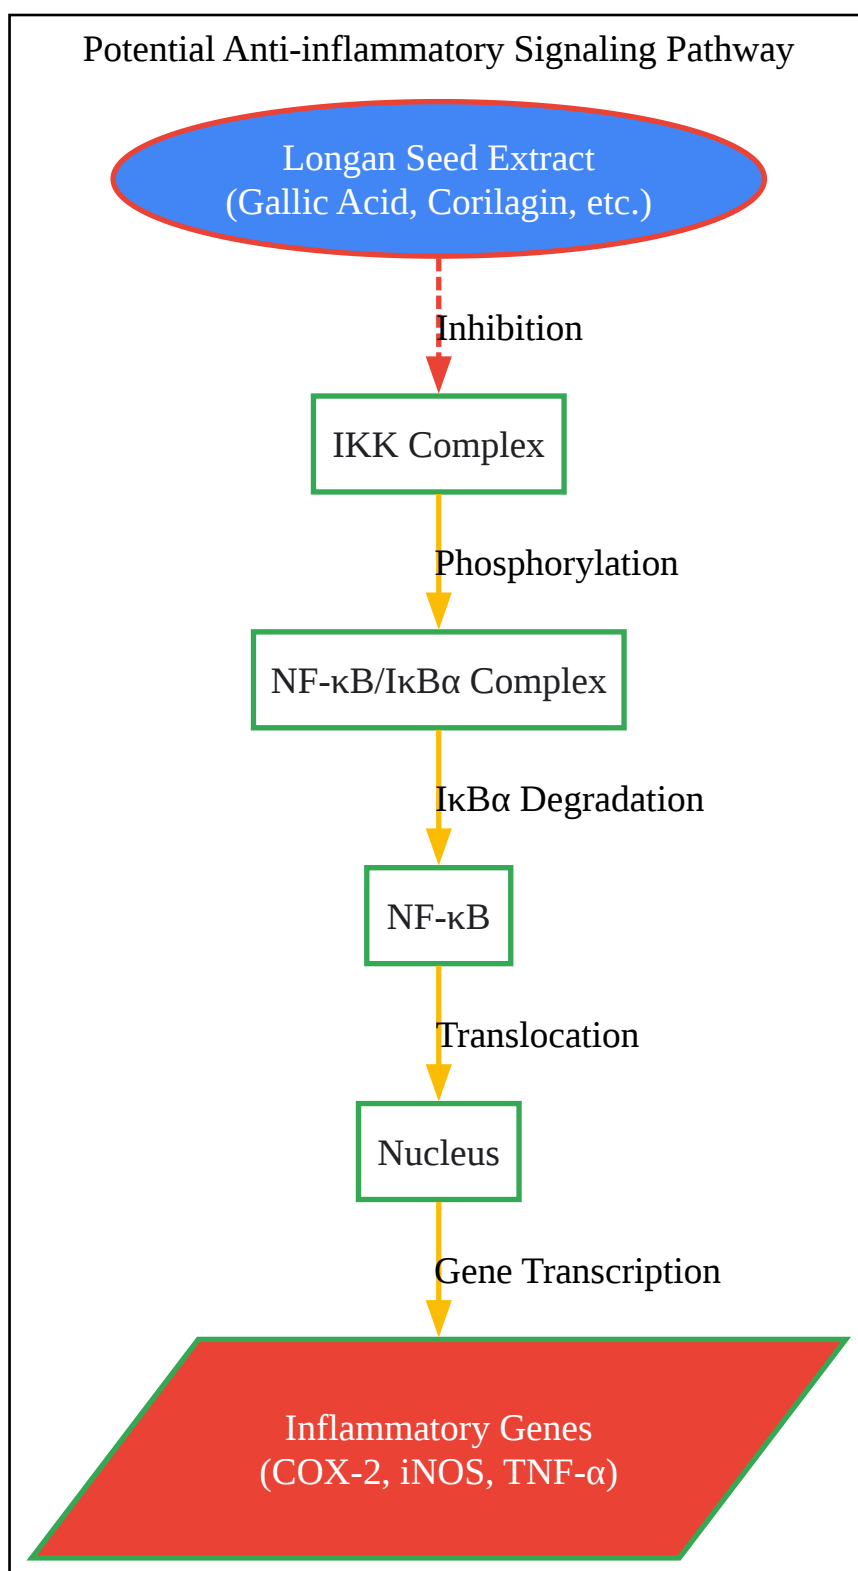 Potential Anti-inflammatory Signaling Pathway
Longan Seed Extract
(Gallic Acid, Corilagin, etc.)
Inhibition
IKK Complex
Phosphorylation
NF-κB/IκBα Complex
IκBα Degradation
NF-κB
Translocation
Nucleus
Gene Transcription
Inflammatory Genes
(COX-2, iNOS, TNF-α)